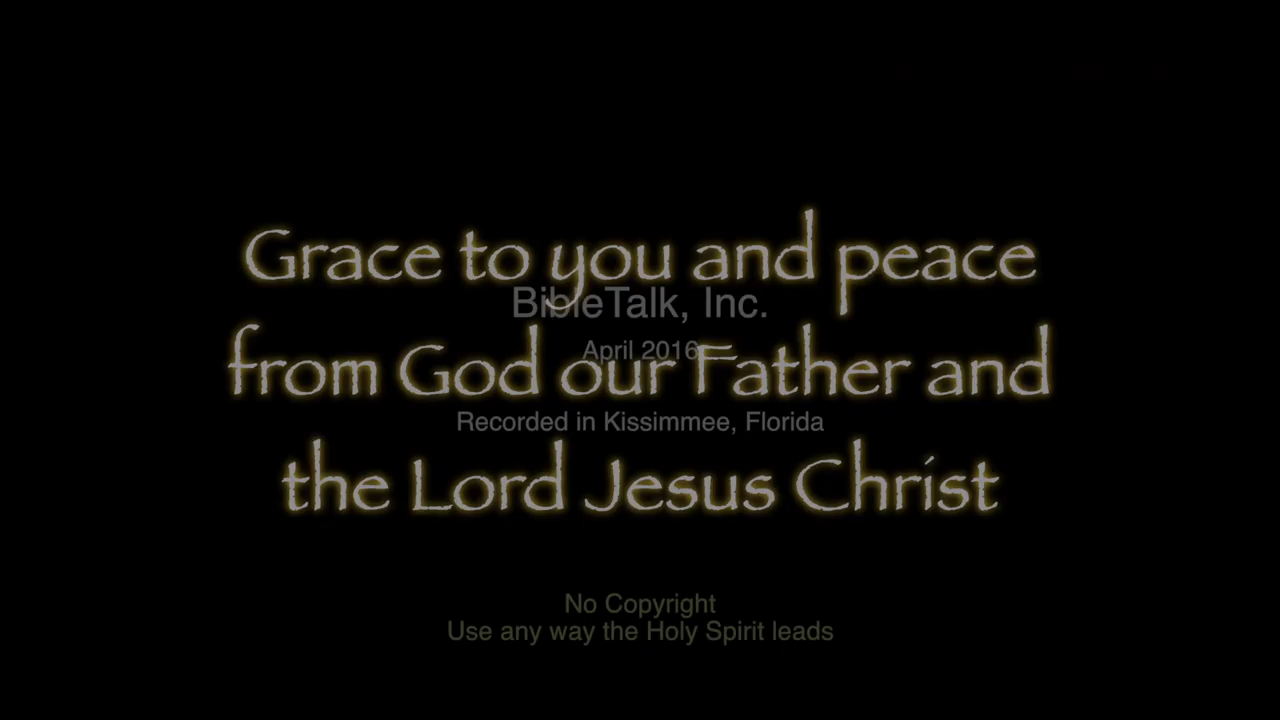 Grace to you and peace
BibleTalk, Inc.
April 2016
from God our Father and
Recorded in Kissimmee, Florida
the Lord Jesus Christ
No Copyright
Use any way the Holy Spirit leads